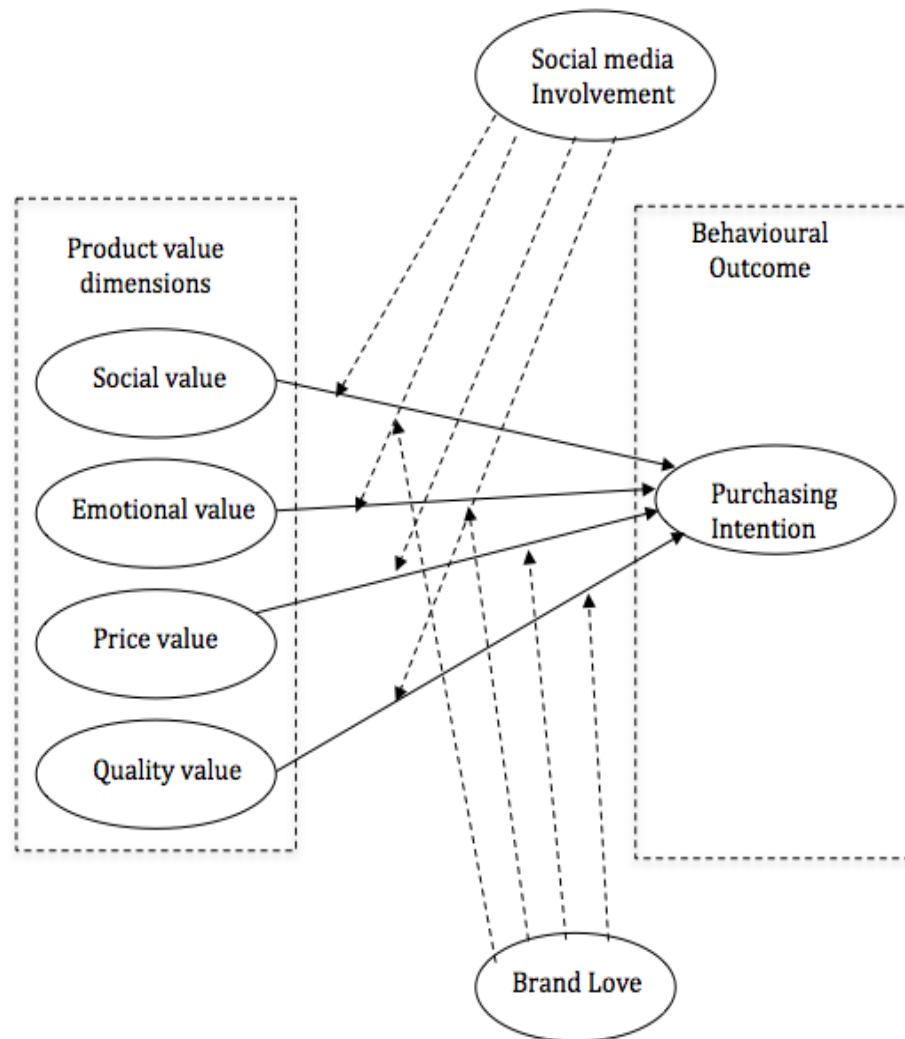 Social media
Involvement
Product value
dimensions
Behavioural
Outcome
Social value
Emotional value
Purchasing
Intention
Price value
Quality value
Brand Love